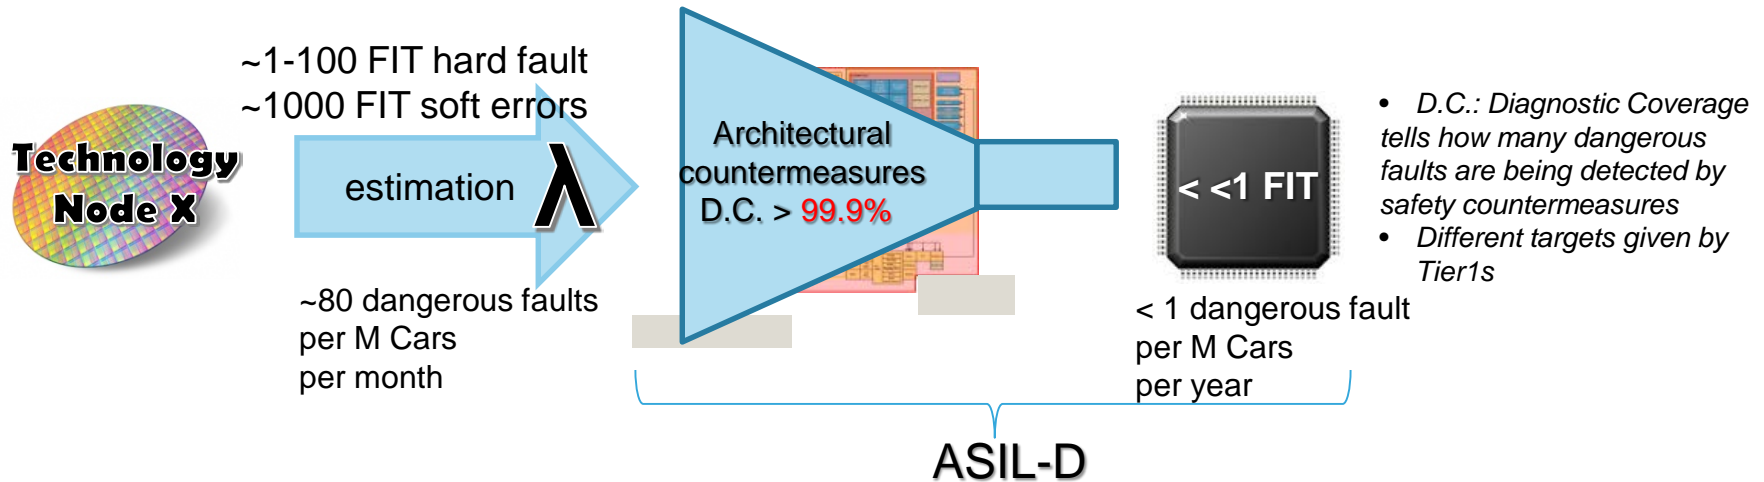 ~1-100 FIT hard fault
~1000 FIT soft errors
Technology
Node X
estimation λ
~80 dangerous faults
per M Cars
per month
Architectural
countermeasures
D.C. > 99.9%
< <1 FIT
< 1 dangerous fault
per M Cars
per year
• D.C.: Diagnostic Coverage
tells how many dangerous
faults are being detected by
safety countermeasures
• Different targets given by
Tier1s
ASIL-D